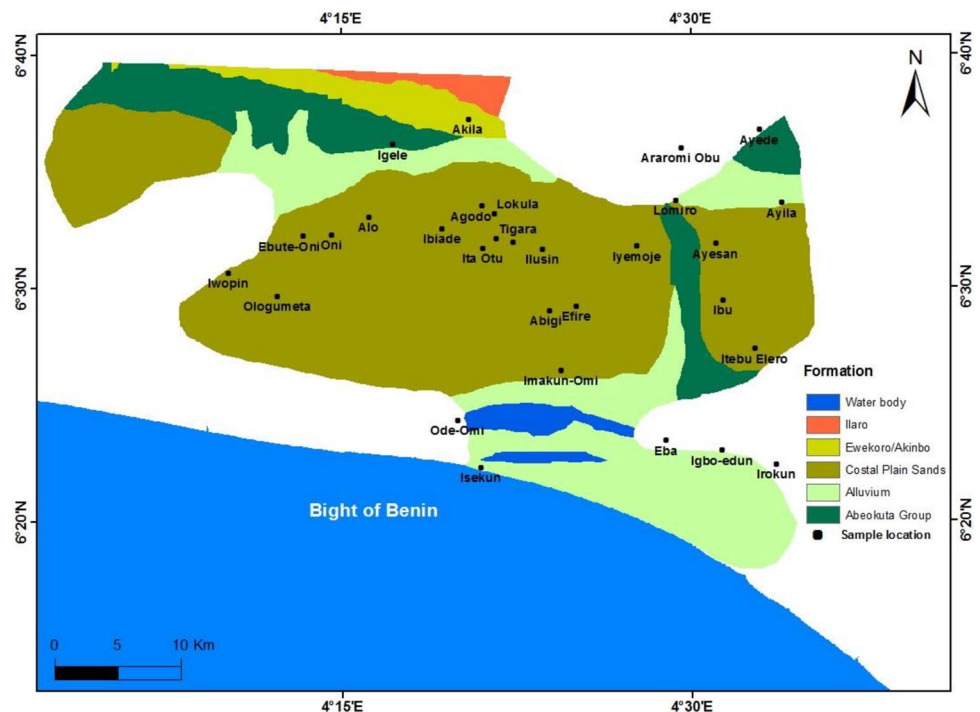 4°15'E
4°30'E
6°40'N
6°40'N
N
Akila
Ayede
Igele
Araromi Obu
Lokula
Lomiro
Ayila
Agodo
Alo
Ibiade
Tigara
Ebute-Oni
Oni
Ita Otu
Ilusin
Iyemoje
Ayesan
Iwopin
6°30'N
6°30'N
Ologumeta
Ibu
Abigi
Efire
Itebu Elero
Imakun-Omi
Formation
Water body
Ilaro
Ewekoro/Akinbo
Costal Plain Sands
Alluvium
Abeokuta Group
Sample location
Ode-Omi
Eba
Igbo-edun
Irokun
Isekun
Bight of Benin
6°20'N
6°20'N
0 5 10 Km
4°15'E
4°30'E